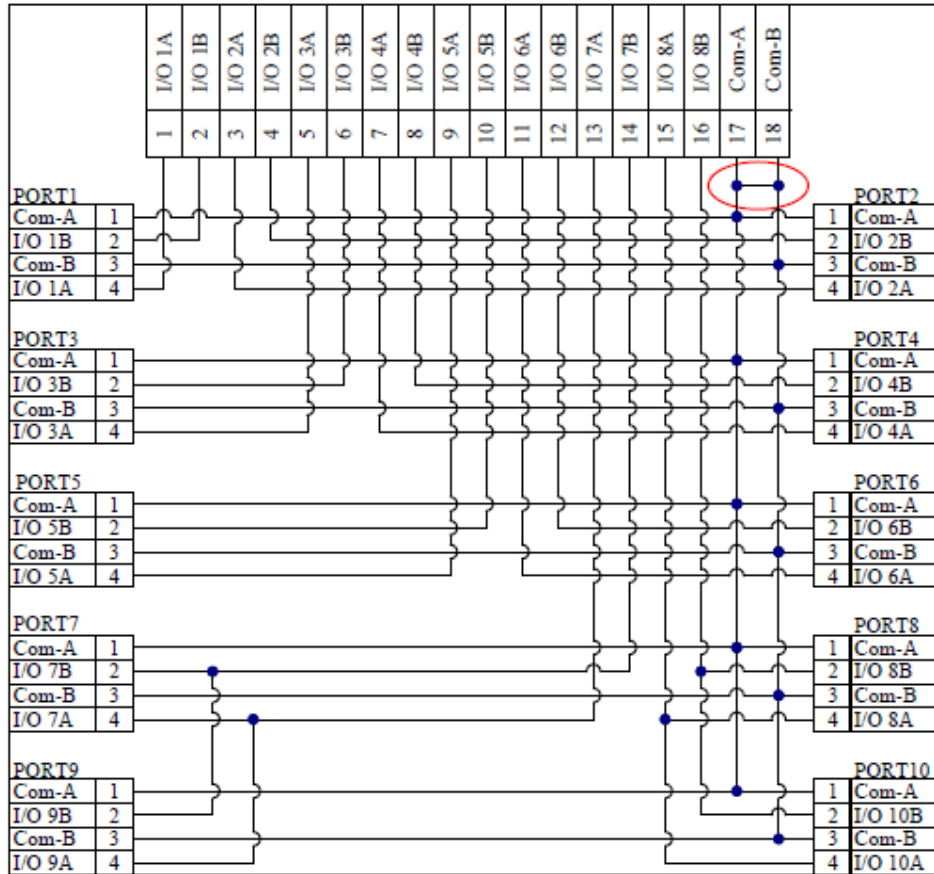 I/O 1A
I/O 1B
I/O 2A
I/O 2B
I/O 3A
I/O 3B
I/O 4A
I/O 4B
I/O 5A
I/O 5B
I/O 6A
I/O 6B
I/O 7A
I/O 7B
I/O 8A
I/O 8B
Com-A
Com-B
1
2
3
4
5
6
7
8
9
10
11
12
13
14
15
16
17
18
PORT1
Com-A 1
I/O 1B 2
Com-B 3
I/O 1A 4
PORT2
1 Com-A
2 I/O 2B
3 Com-B
4 I/O 2A
PORT3
Com-A 1
I/O 3B 2
Com-B 3
I/O 3A 4
PORT4
1 Com-A
2 I/O 4B
3 Com-B
4 I/O 4A
PORT5
Com-A 1
I/O 5B 2
Com-B 3
I/O 5A 4
PORT6
1 Com-A
2 I/O 6B
3 Com-B
4 I/O 6A
PORT7
Com-A 1
I/O 7B 2
Com-B 3
I/O 7A 4
PORT8
1 Com-A
2 I/O 8B
3 Com-B
4 I/O 8A
PORT9
Com-A 1
I/O 9B 2
Com-B 3
I/O 9A 4
PORT10
1 Com-A
2 I/O 10B
3 Com-B
4 I/O 10A